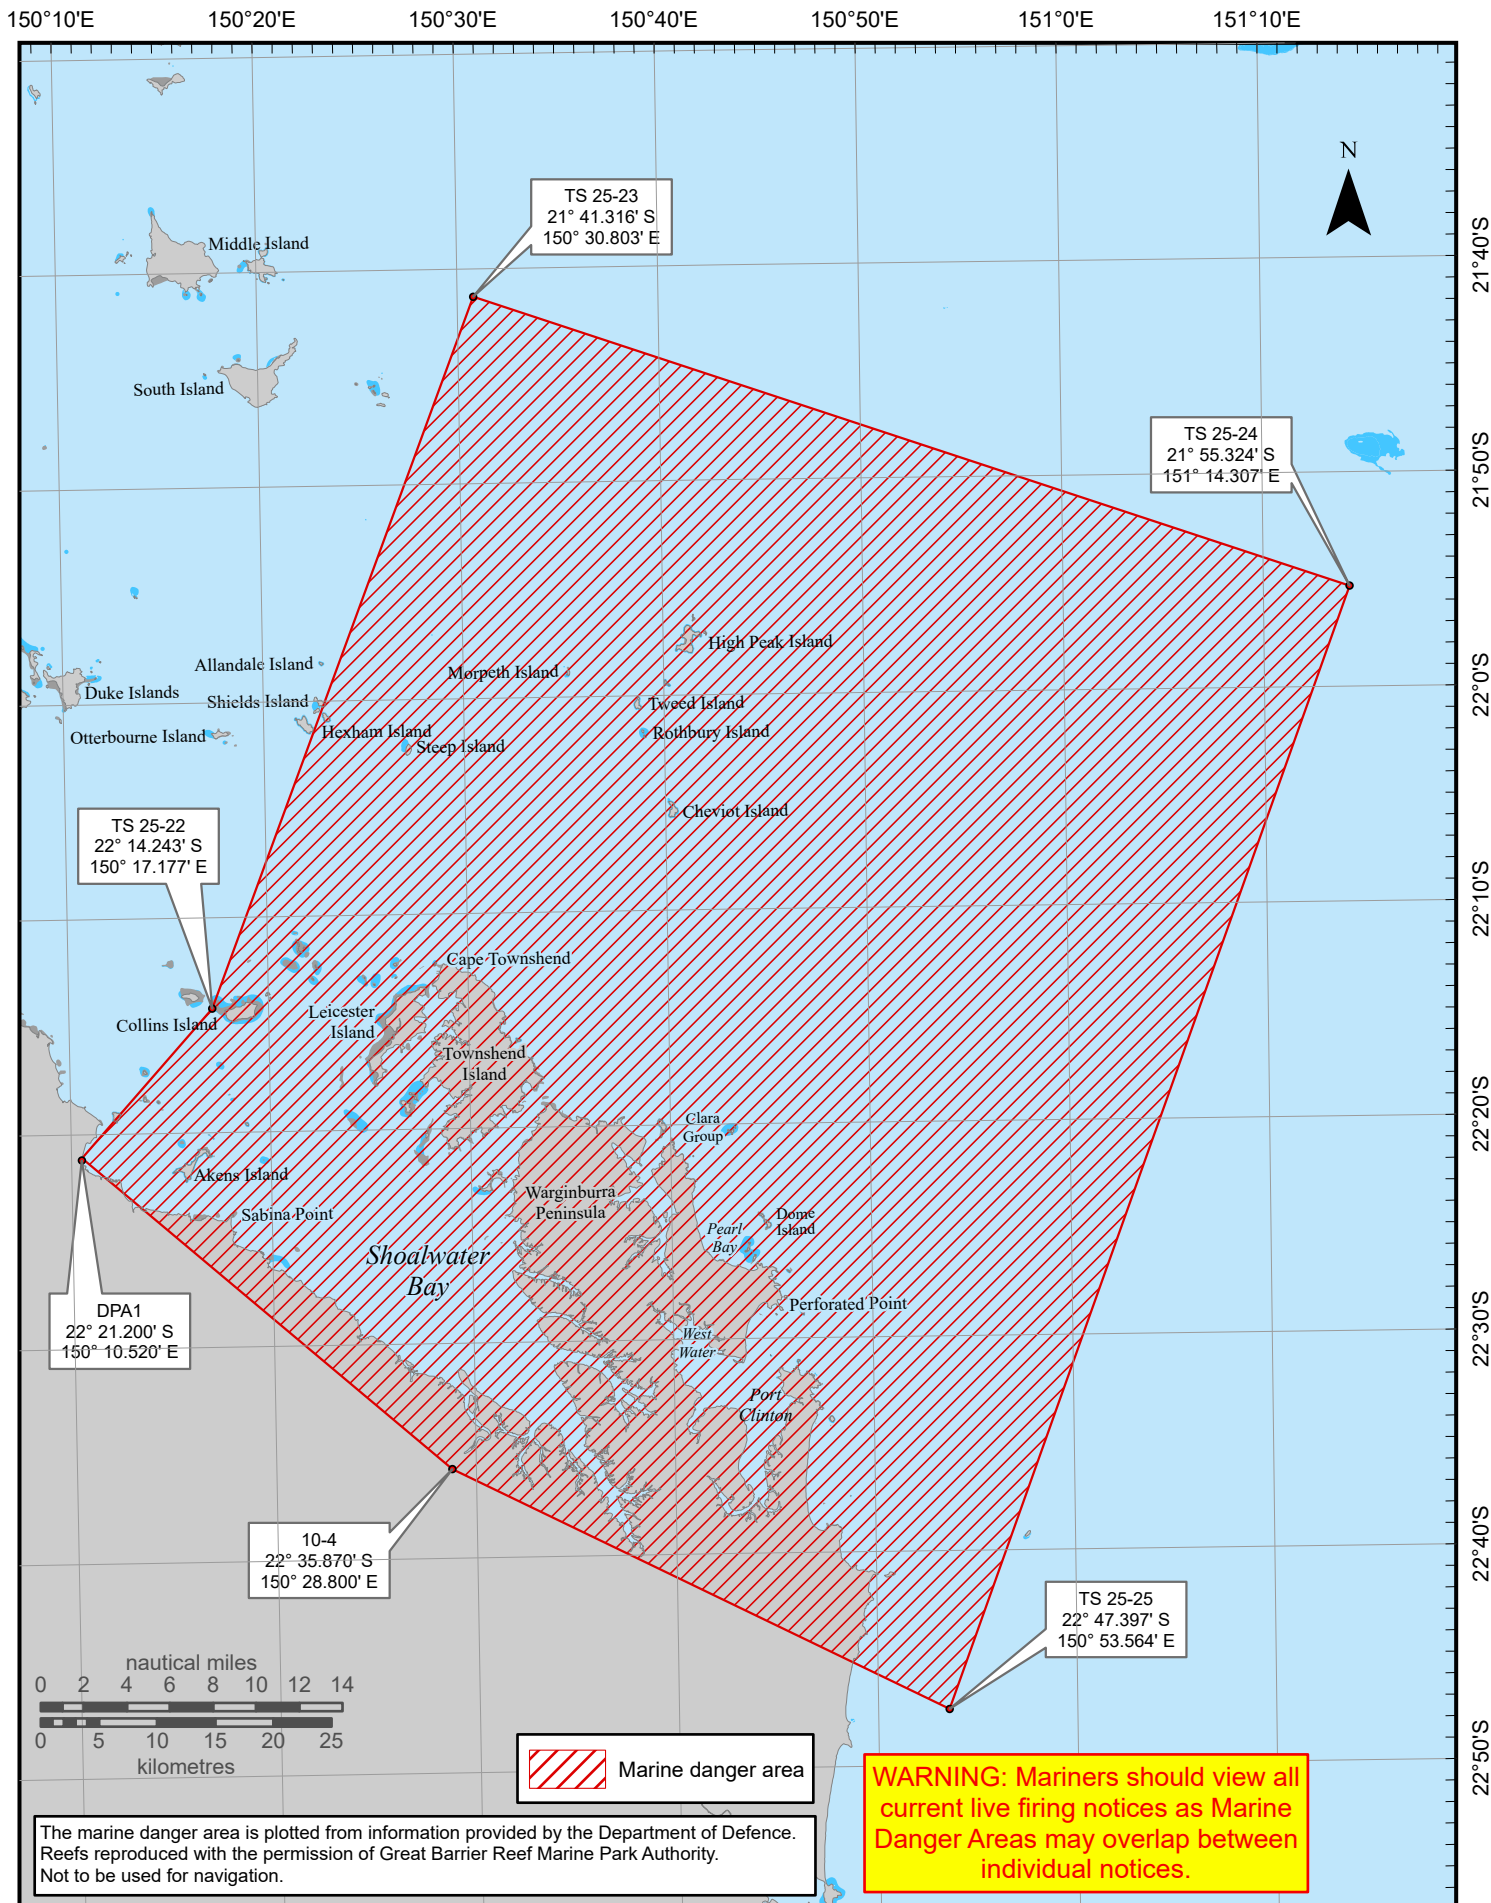 150°10'E 150°20'E 150°30'E 150°40'E 150°50'E 151°0'E 151°10'E
N
TS 25-23
21° 41.316' S
150° 30.803' E
21°40'S
Middle Island
South Island
TS 25-24
21° 55.324' S
151° 14.307' E
21°50'S
High Peak Island
Allandale Island
Morpeth Island
Duke Islands
Shields Island
Tweed Island
22°0'S
Otterbourne Island
Hexham Island
Steep Island
Rothbury Island
Cheviot Island
TS 25-22
22° 14.243' S
150° 17.177' E
22°10'S
Cape Townshend
Collins Island
Leicester
Island
Townshend
Island
Clara
Group
22°20'S
Akens Island
Sabina Point
Warginburra
Peninsula
Dome
Island
Pearl
Bay
Shoalwater
Bay
Perforated Point
DPA1
22° 21.200' S
150° 10.520' E
West
Water
22°30'S
Port
Clinton
10-4
22° 35.870' S
150° 28.800' E
22°40'S
TS 25-25
22° 47.397' S
150° 53.564' E
nautical miles
0 2 4 6 8 10 12 14
0 5 10 15 20 25
kilometres
22°50'S
Marine danger area
WARNING: Mariners should view all
current live firing notices as Marine
Danger Areas may overlap between
individual notices.
The marine danger area is plotted from information provided by the Department of Defence.
Reefs reproduced with the permission of Great Barrier Reef Marine Park Authority.
Not to be used for navigation.